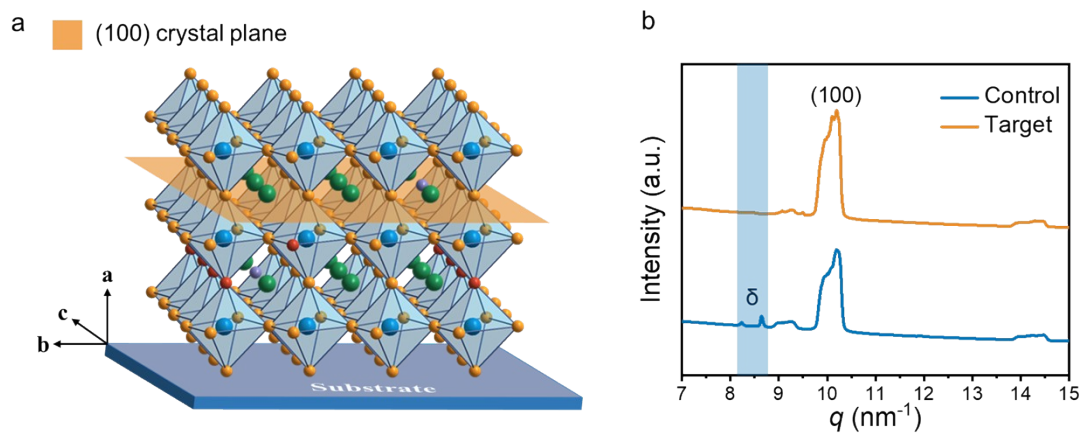 a
(100) crystal plane
a
c
b
Substrate
b
Intensity (a.u.)
(100)
Control
Target
δ
7 8 9 10 11 12 13 14 15
q (nm⁻¹)